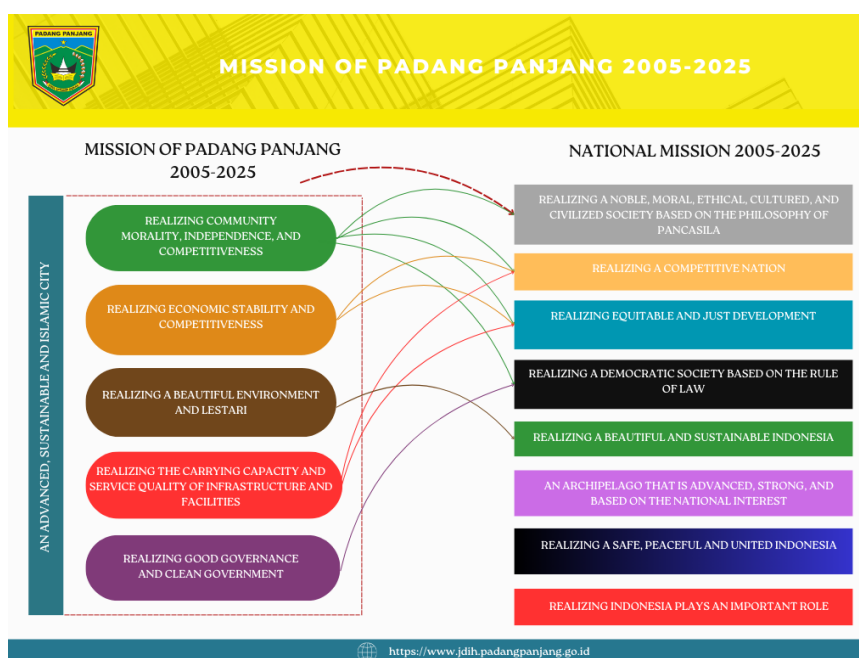 PADANG PANJANG
MISSION OF PADANG PANJANG 2005-2025
MISSION OF PADANG PANJANG
2005-2025
NATIONAL MISSION 2005-2025
AN ADVANCED, SUSTAINABLE AND ISLAMIC CITY
REALIZING COMMUNITY
MORALITY, INDEPENDENCE, AND
COMPETITIVENESS
REALIZING ECONOMIC STABILITY AND
COMPETITIVENESS
REALIZING A BEAUTIFUL ENVIRONMENT
AND LESTARI
REALIZING THE CARRYING CAPACITY AND
SERVICE QUALITY OF INFRASTRUCTURE AND
FACILITIES
REALIZING GOOD GOVERNANCE
AND CLEAN GOVERNMENT
REALIZING A NOBLE, MORAL, ETHICAL, CULTURED, AND
CIVILIZED SOCIETY BASED ON THE PHILOSOPHY OF
PANCASILA
REALIZING A COMPETITIVE NATION
REALIZING EQUITABLE AND JUST DEVELOPMENT
REALIZING A DEMOCRATIC SOCIETY BASED ON THE RULE
OF LAW
REALIZING A BEAUTIFUL AND SUSTAINABLE INDONESIA
AN ARCHIPELAGO THAT IS ADVANCED, STRONG, AND
BASED ON THE NATIONAL INTEREST
REALIZING A SAFE, PEACEFUL AND UNITED INDONESIA
REALIZING INDONESIA PLAYS AN IMPORTANT ROLE
https://www.jdih.padangpanjang.go.id